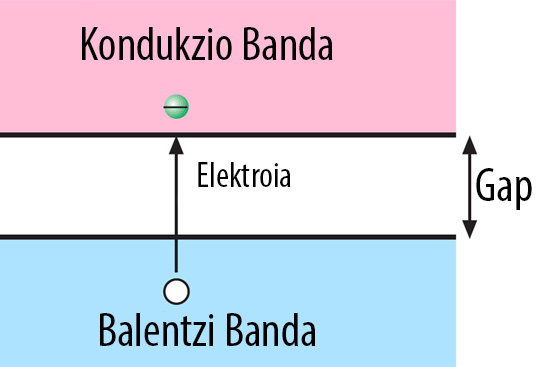 Kondukzio Banda
Elektroia
Gap
Balentzi Banda